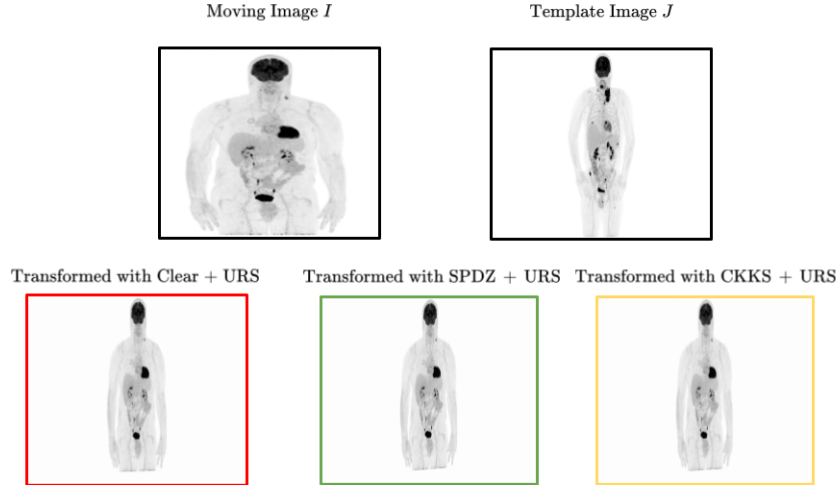 Moving Image I
Template Image J
Transformed with Clear + URS
Transformed with SPDZ + URS
Transformed with CKKS + URS